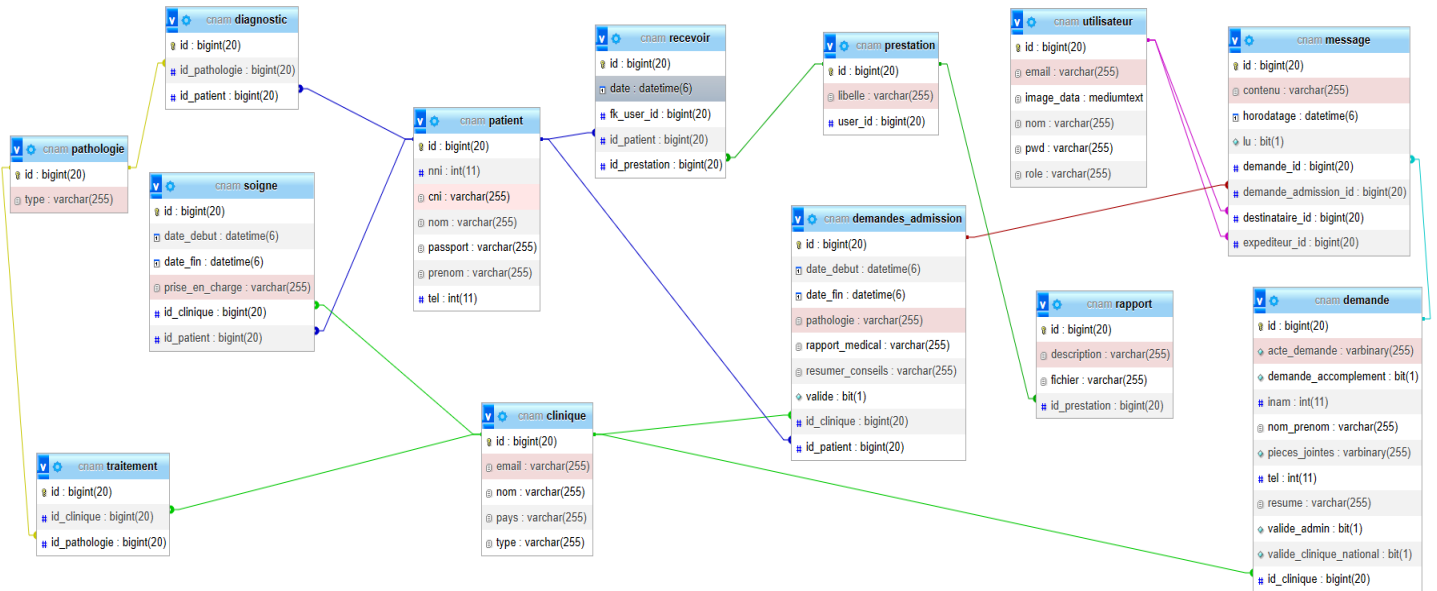 cnam diagnostic
id : bigint(20)
id_pathologie : bigint(20)
id_patient : bigint(20)
cnam pathologie
id : bigint(20)
type : varchar(255)
cnam soigne
id : bigint(20)
date_debut : datetime(6)
date_fin : datetime(6)
prise_en_charge : varchar(255)
id_clinique : bigint(20)
id_patient : bigint(20)
cnam traitement
id : bigint(20)
id_clinique : bigint(20)
id_pathologie : bigint(20)
cnam patient
id : bigint(20)
nni : int(11)
cni : varchar(255)
nom : varchar(255)
passport : varchar(255)
prenom : varchar(255)
tel : int(11)
cnam clinique
id : bigint(20)
email : varchar(255)
nom : varchar(255)
pays : varchar(255)
type : varchar(255)
cnam recevoir
id : bigint(20)
date : datetime(6)
fk_user_id : bigint(20)
id_patient : bigint(20)
id_prestation : bigint(20)
cnam prestation
id : bigint(20)
libelle : varchar(255)
user_id : bigint(20)
cnam demandes_admission
id : bigint(20)
date_debut : datetime(6)
date_fin : datetime(6)
pathologie : varchar(255)
rapport_medical : varchar(255)
resumer_conseils : varchar(255)
valide : bit(1)
id_clinique : bigint(20)
id_patient : bigint(20)
cnam utilisateur
id : bigint(20)
email : varchar(255)
image_data : mediumtext
nom : varchar(255)
pwd : varchar(255)
role : varchar(255)
cnam rapport
id : bigint(20)
description : varchar(255)
fichier : varchar(255)
id_prestation : bigint(20)
cnam message
id : bigint(20)
contenu : varchar(255)
horodatage : datetime(6)
lu : bit(1)
demande_id : bigint(20)
demande_admission_id : bigint(20)
destinataire_id : bigint(20)
expediteur_id : bigint(20)
cnam demande
id : bigint(20)
acte_demande : varbinary(255)
demande_accomplement : bit(1)
inam : int(11)
nom_prenom : varchar(255)
pieces_jointes : varbinary(255)
tel : int(11)
resume : varchar(255)
valide_admin : bit(1)
valide_clinique_national : bit(1)
id_clinique : bigint(20)